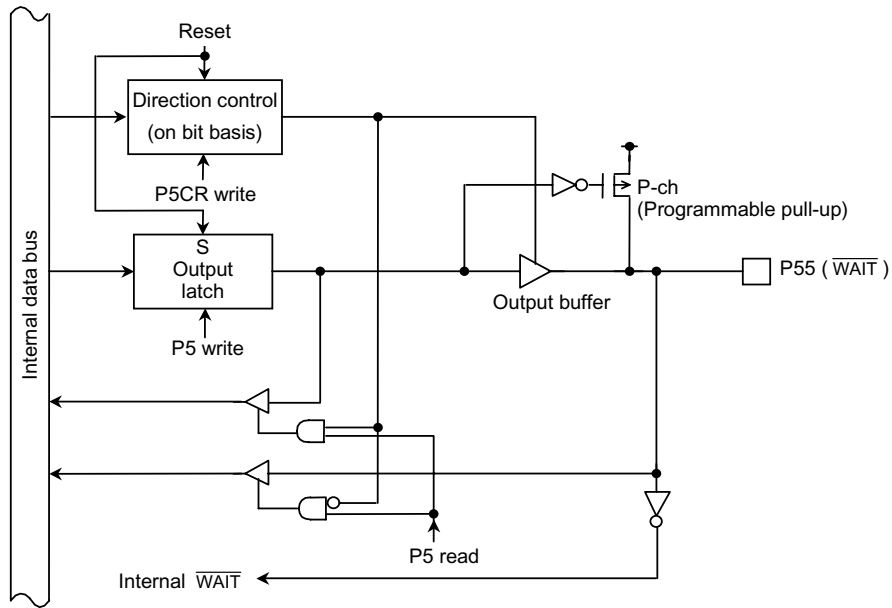 Reset
Direction control
(on bit basis)
P-ch
(Programmable pull-up)
P5CR write
S
Output
latch
P55 ( WAIT )
Output buffer
P5 write
Internal data bus
P5 read
Internal WAIT